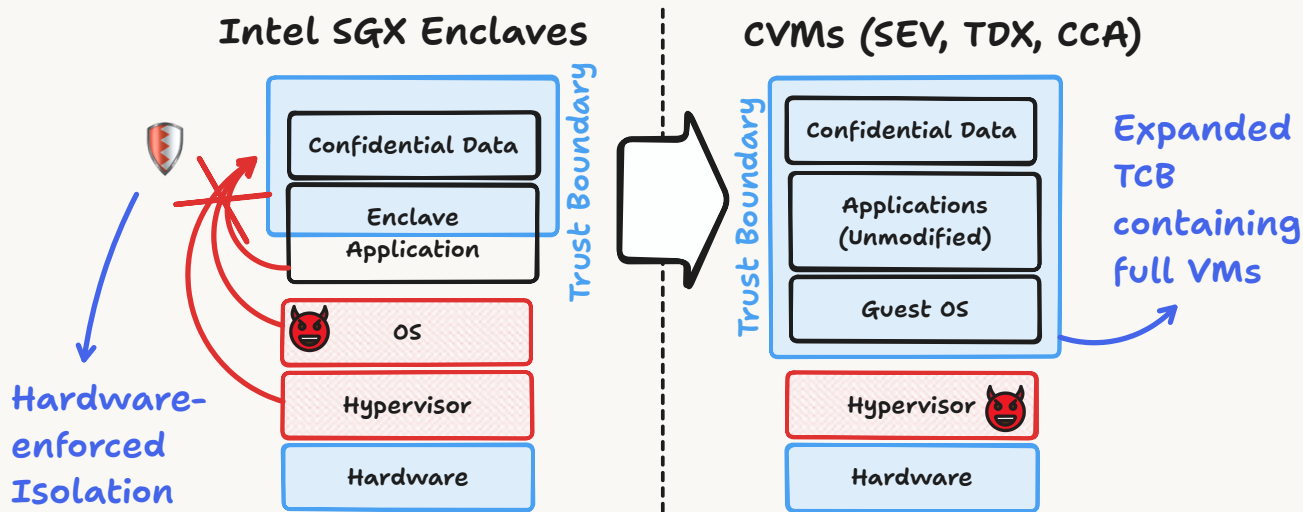 Intel SGX Enclaves
Confidential Data
Enclave
Application
Trust Boundary
OS
Hypervisor
Hardware
Hardware-
enforced
Isolation
CVMs (SEV, TDX, CCA)
Trust Boundary
Confidential Data
Applications
(Unmodified)
Guest OS
Hypervisor
Hardware
Expanded
TCB
containing
full VMs